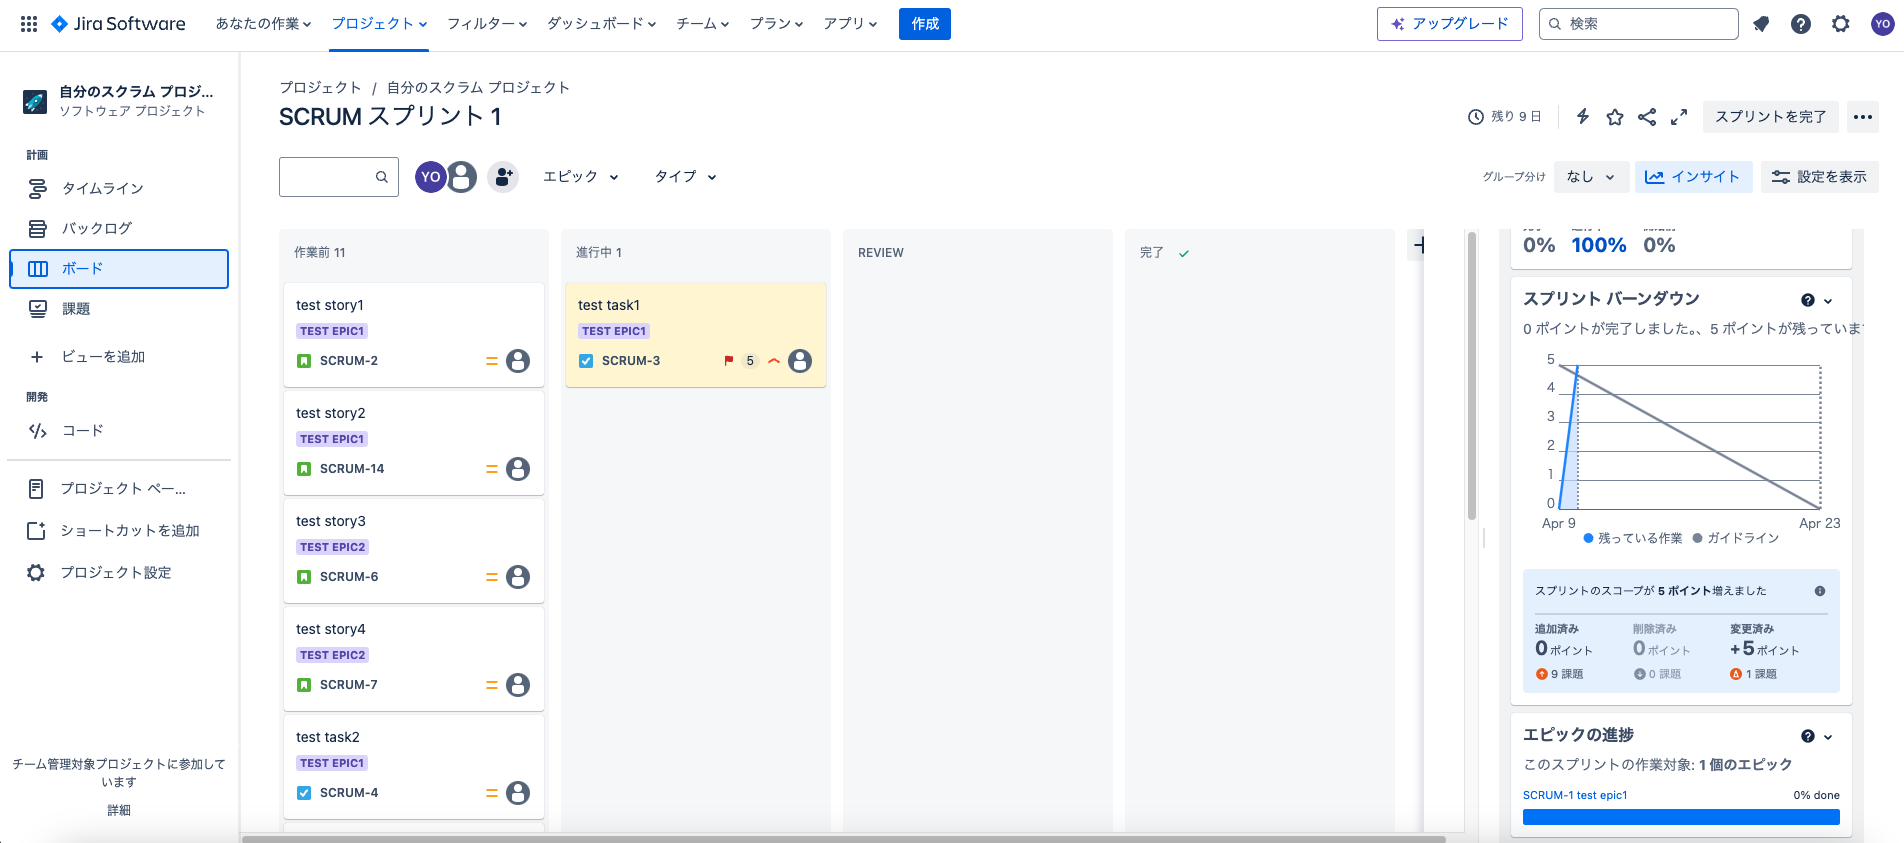 Jira Software
あなたの作業
プロジェクト
フィルター
ダッシュボード
チーム
プラン
アプリ
作成
アップグレード
検索
YO
自分のスクラム プロジ...
ソフトウェア プロジェクト
計画
タイムライン
バックログ
ボード
課題
ビューを追加
開発
コード
プロジェクト ペー...
ショートカットを追加
プロジェクト設定
チーム管理対象プロジェクトに参加して
います
詳細
プロジェクト / 自分のスクラム プロジェクト
SCRUM スプリント 1
残り 9 日
スプリントを完了
YO
エピック
タイプ
グループ分け
なし
インサイト
設定を表示
作業前 11
test story1
TEST EPIC1
SCRUM-2
test story2
TEST EPIC1
SCRUM-14
test story3
TEST EPIC2
SCRUM-6
test story4
TEST EPIC2
SCRUM-7
test task2
TEST EPIC1
SCRUM-4
進行中 1
test task1
TEST EPIC1
SCRUM-3
5
REVIEW
完了
0% 100% 0%
スプリント バーンダウン
0 ポイントが完了しました。、5 ポイントが残っていま
5
4
3
2
1
0
Apr 9
Apr 23
残っている作業
ガイドライン
スプリントのスコープが 5 ポイント増えました
追加済み
0 ポイント
9 課題
削除済み
0 ポイント
0 課題
変更済み
+5 ポイント
1 課題
エピックの進捗
このスプリントの作業対象: 1 個のエピック
SCRUM-1 test epic1
0% done